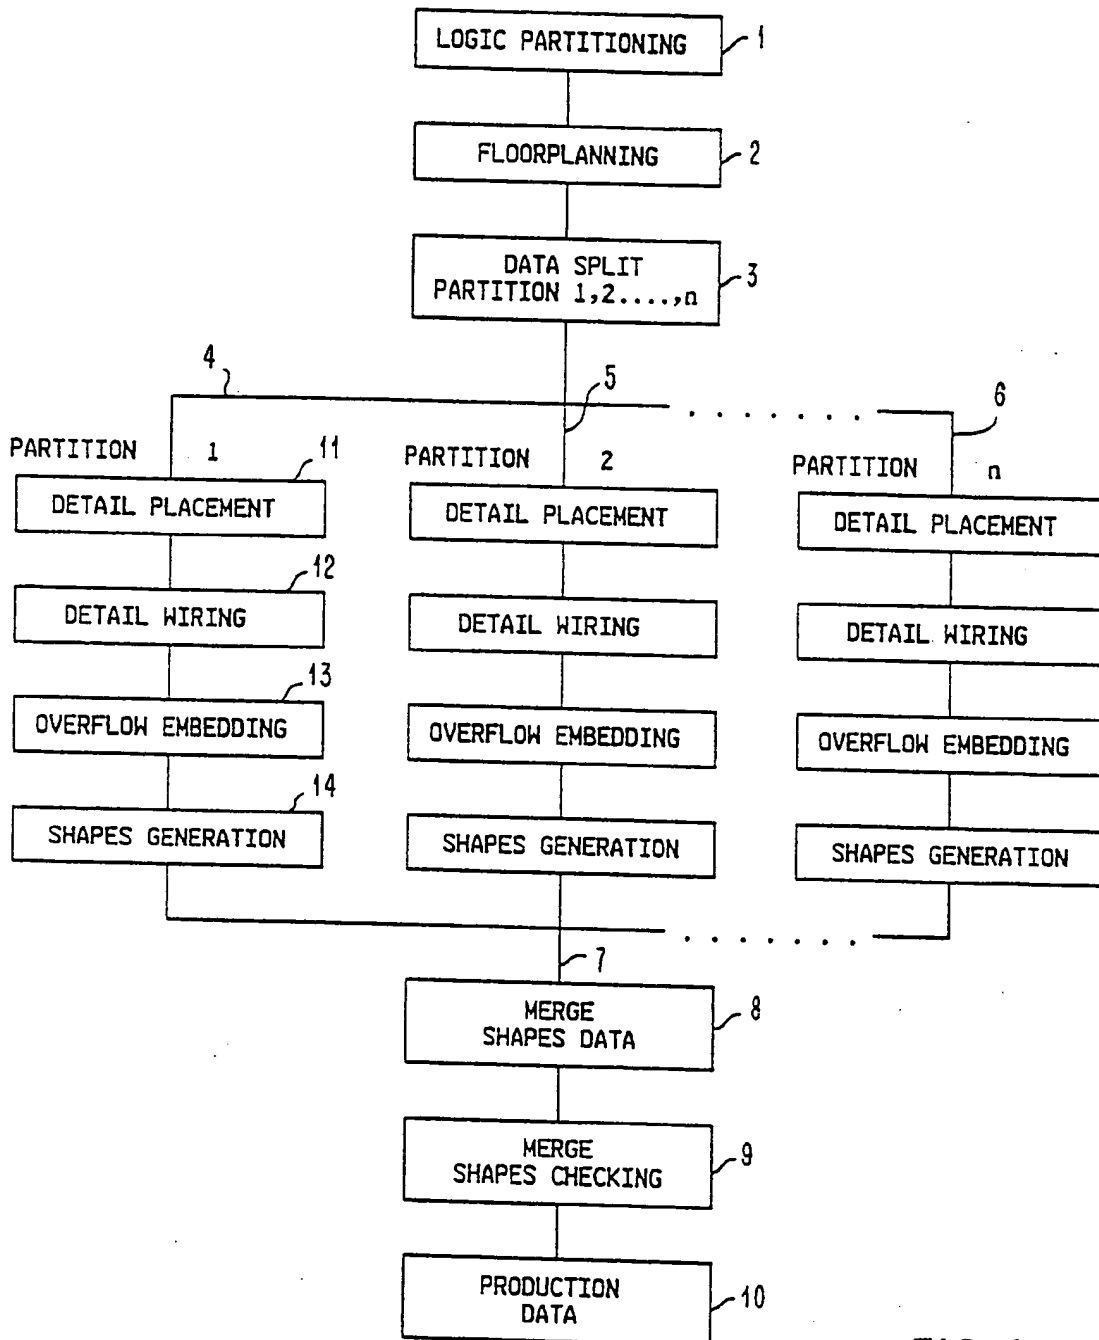 LOGIC PARTITIONING 1
FLOORPLANNING 2
DATA SPLIT
PARTITION 1,2....,n
3
4
5
6
PARTITION 1
11
PARTITION 2
PARTITION n
DETAIL PLACEMENT
DETAIL PLACEMENT
DETAIL PLACEMENT
12
DETAIL WIRING
DETAIL WIRING
DETAIL WIRING
13
OVERFLOW EMBEDDING
OVERFLOW EMBEDDING
OVERFLOW EMBEDDING
14
SHAPES GENERATION
SHAPES GENERATION
SHAPES GENERATION
7
MERGE
SHAPES DATA
8
MERGE
SHAPES CHECKING
9
PRODUCTION
DATA
10